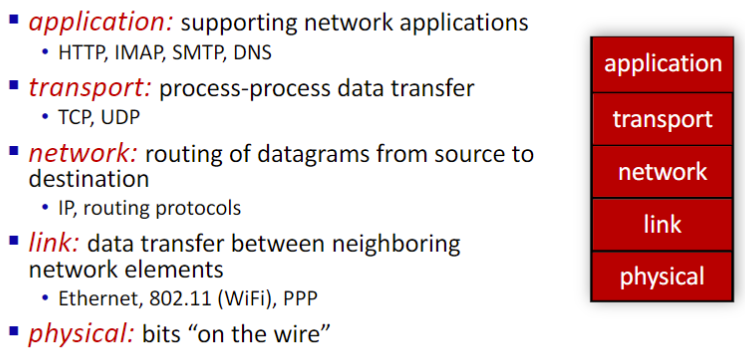 ▪ application: supporting network applications
• HTTP, IMAP, SMTP, DNS
▪ transport: process-process data transfer
• TCP, UDP
▪ network: routing of datagrams from source to
destination
• IP, routing protocols
▪ link: data transfer between neighboring
network elements
• Ethernet, 802.11 (WiFi), PPP
▪ physical: bits “on the wire”
application
transport
network
link
physical